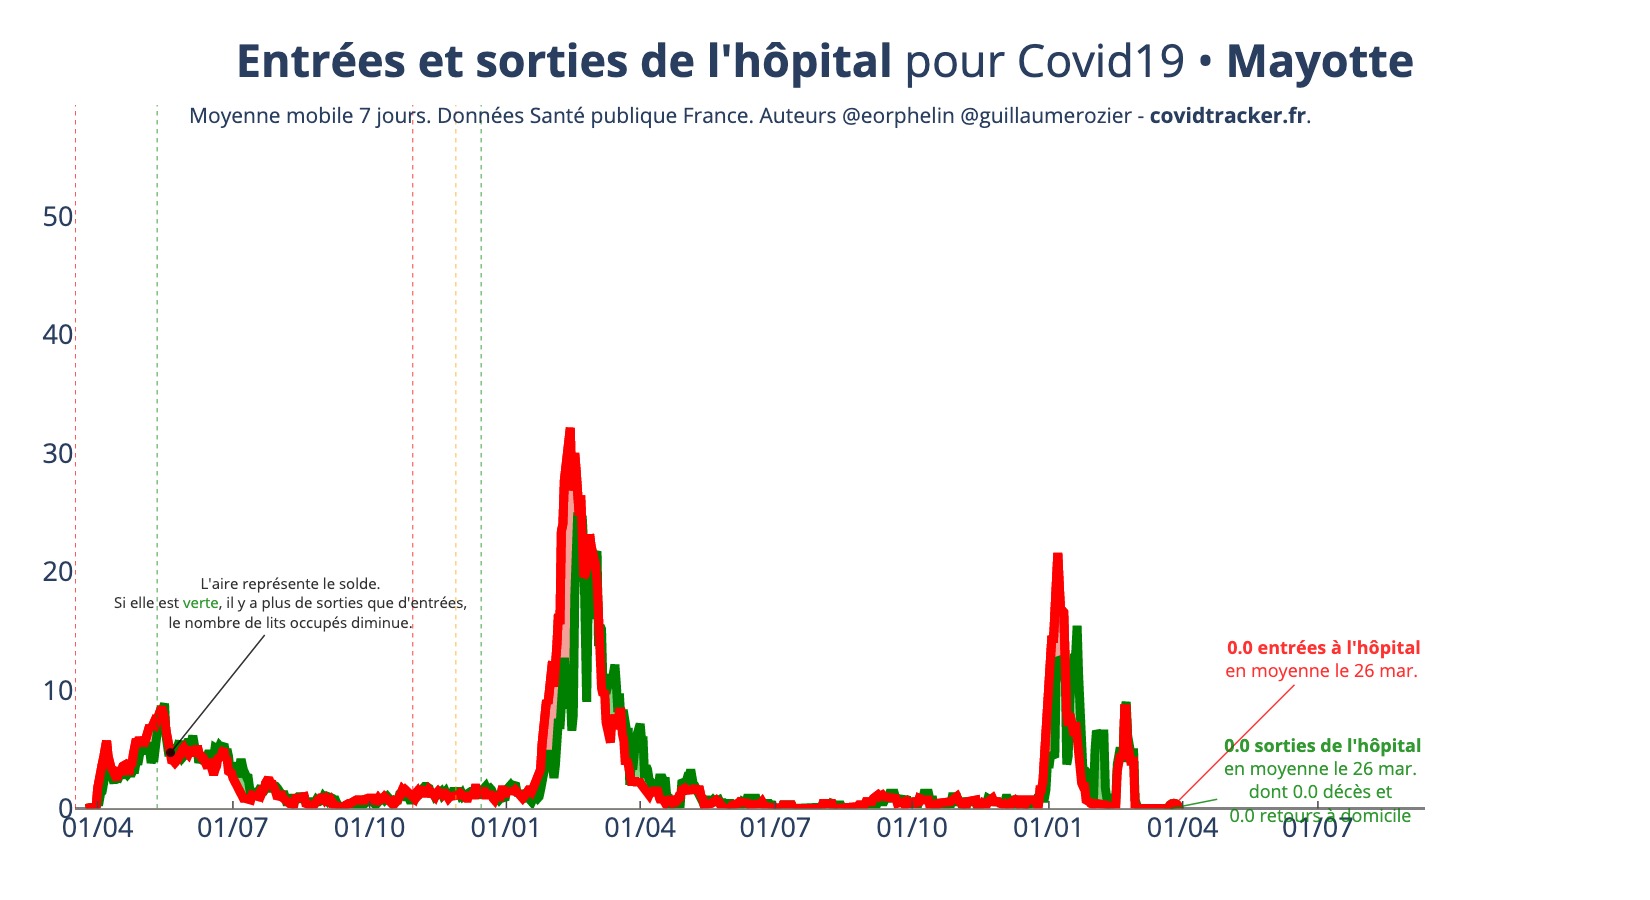 Entrées et sorties de l'hôpital pour Covid19 • Mayotte
Moyenne mobile 7 jours. Données Santé publique France. Auteurs @eorphelin @guillaumerozier - covidtracker.fr.
50
40
30
20
10
0
L'aire représente le solde.
Si elle est verte, il y a plus de sorties que d'entrées,
le nombre de lits occupés diminue.
0.0 entrées à l'hôpital
en moyenne le 26 mar.
0.0 sorties de l'hôpital
en moyenne le 26 mar.
dont 0.0 décès et
0.0 retours à domicile
01/04 01/07 01/10 01/01 01/04 01/07 01/10 01/01 01/04 01/07